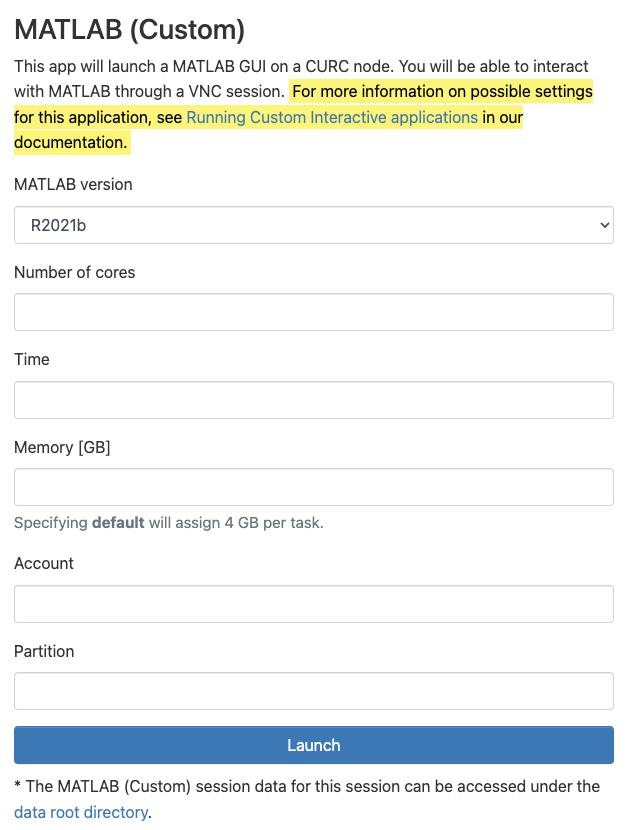 MATLAB (Custom)
This app will launch a MATLAB GUI on a CURC node. You will be able to interact
with MATLAB through a VNC session. For more information on possible settings
for this application, see Running Custom Interactive applications in our
documentation.
MATLAB version
R2021b
Number of cores
Time
Memory [GB]
Specifying default will assign 4 GB per task.
Account
Partition
Launch
* The MATLAB (Custom) session data for this session can be accessed under the
data root directory.